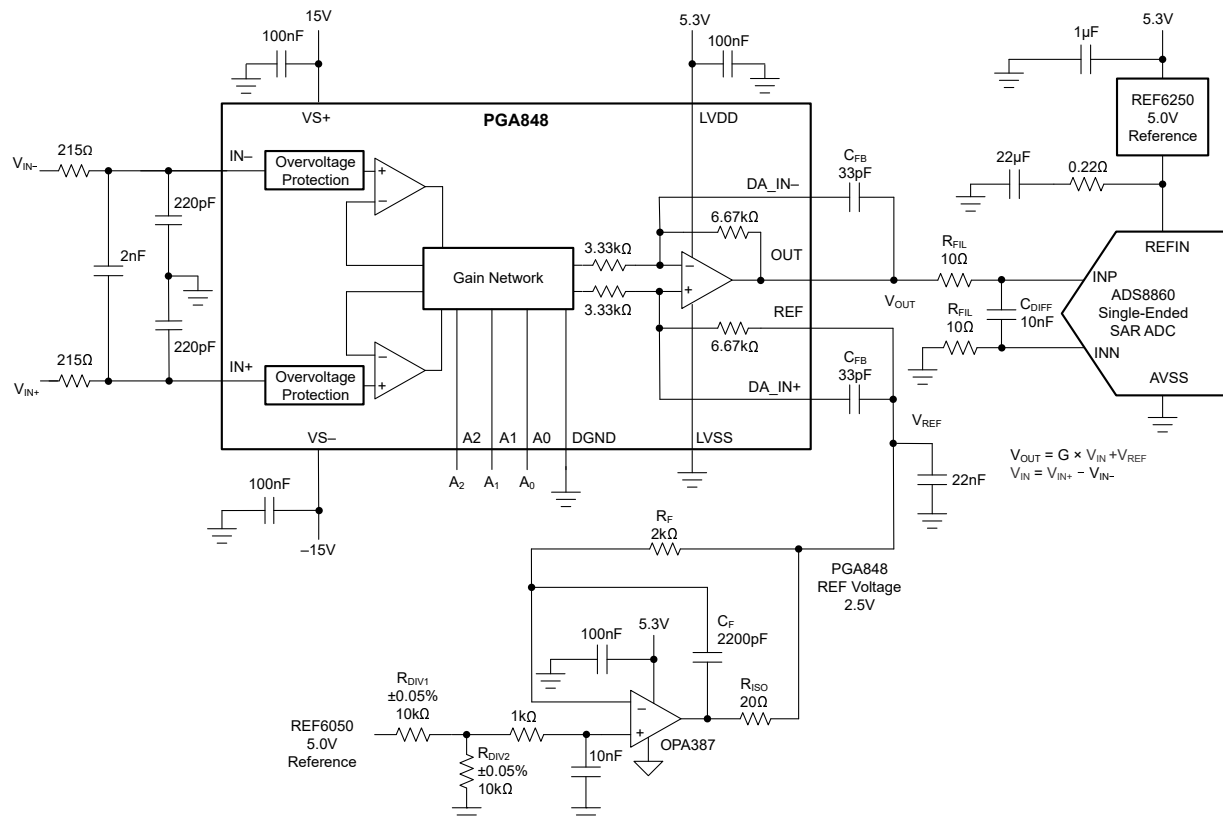 15V
100nF
VS+
5.3V
100nF
LVDD
PGA848
5.3V
1µF
REF6250
5.0V
Reference
22µF
0.22Ω
REFIN
V_IN–
215Ω
IN–
Overvoltage
Protection
+
–
220pF
2nF
220pF
Gain Network
3.33kΩ
3.33kΩ
DA_IN–
C_FB
33pF
6.67kΩ
OUT
–
+
V_OUT
REF
6.67kΩ
DA_IN+
C_FB
33pF
R_FIL
10Ω
INP
C_DIFF
10nF
R_FIL
10Ω
INN
ADS8860
Single-Ended
SAR ADC
AVSS
V_IN+
215Ω
IN+
Overvoltage
Protection
–
+
VS–
A2
A1
A0
DGND
LVSS
A₂
A₁
A₀
V_REF
22nF
V_OUT = G × V_IN +V_REF
V_IN = V_IN+ − V_IN-
100nF
–15V
R_F
2kΩ
PGA848
REF Voltage
2.5V
5.3V
100nF
C_F
2200pF
R_ISO
20Ω
–
+
OPA387
REF6050
5.0V
Reference
R_DIV1
±0.05%
10kΩ
1kΩ
R_DIV2
±0.05%
10kΩ
10nF